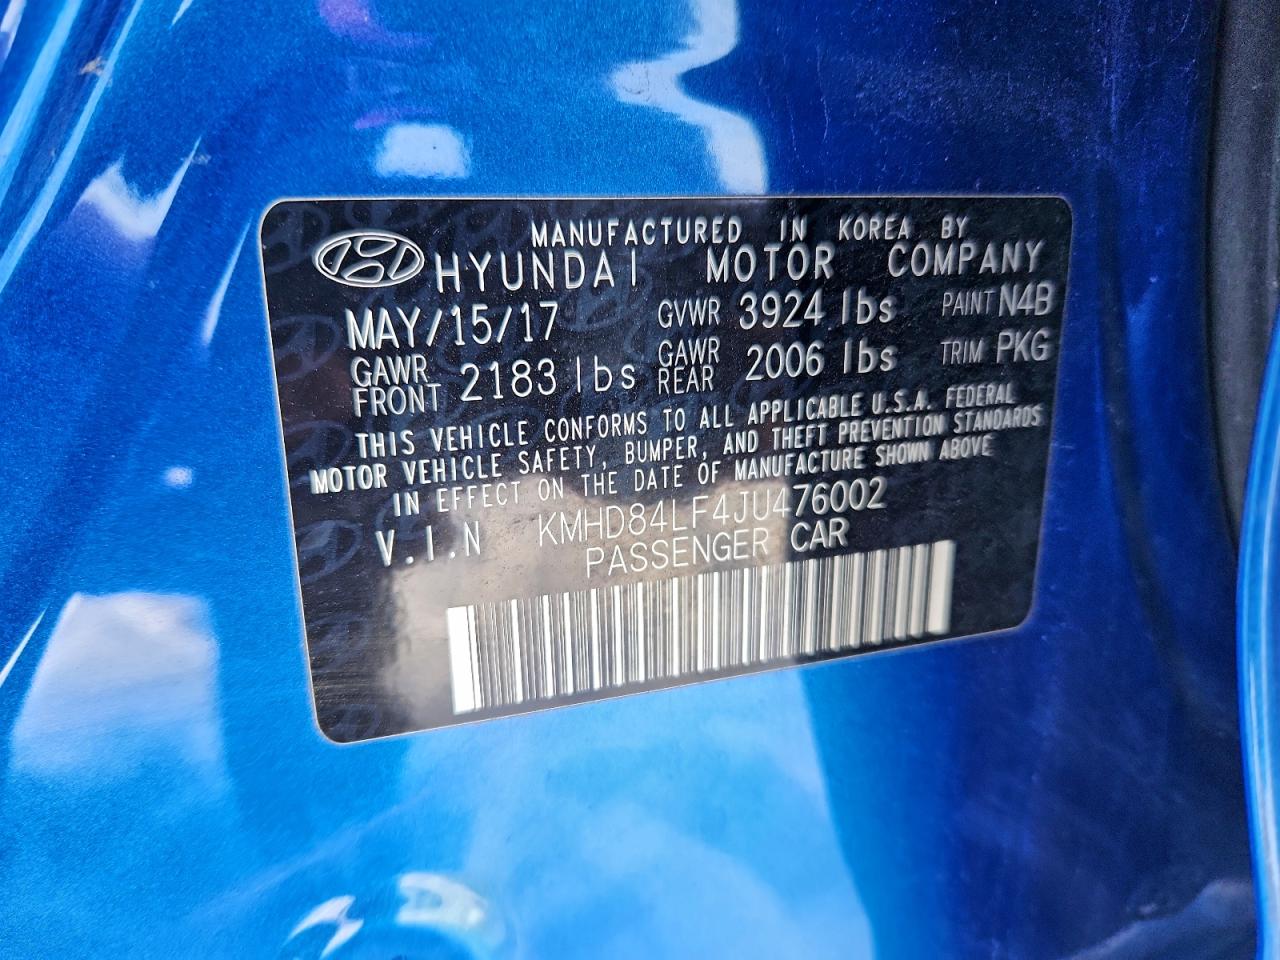 MANUFACTURED IN KOREA BY
HYUNDAI MOTOR COMPANY
MAY/15/17 GVWR 3924 lbs PAINT N4B
GAWR FRONT 2183 lbs GAWR REAR 2006 lbs TRIM PKG
THIS VEHICLE CONFORMS TO ALL APPLICABLE U.S.A. FEDERAL
MOTOR VEHICLE SAFETY, BUMPER, AND THEFT PREVENTION STANDARDS
IN EFFECT ON THE DATE OF MANUFACTURE SHOWN ABOVE
V.I.N KMHD84LF4JU476002
PASSENGER CAR